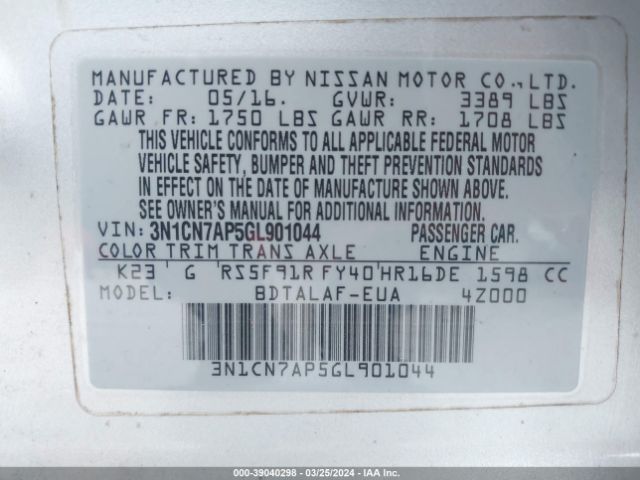 MANUFACTURED BY NISSAN MOTOR CO., LTD.
DATE: 05/16. GVWR: 3389 LBS
GAWR FR: 1750 LBS GAWR RR: 1708 LBS
THIS VEHICLE CONFORMS TO ALL APPLICABLE FEDERAL MOTOR
VEHICLE SAFETY, BUMPER AND THEFT PREVENTION STANDARDS
IN EFFECT ON THE DATE OF MANUFACTURE SHOWN ABOVE.
SEE OWNER'S MANUAL FOR ADDITIONAL INFORMATION.
VIN: 3N1CN7AP5GL901044 PASSENGER CAR.
COLOR TRIM TRANS AXLE ENGINE
K23 G RS5F91R FY40 HR16DE 1598 CC
MODEL: BDTALAF-EUA 4Z000
3N1CN7AP5GL901044
000-39040298 - 03/25/2024 - IAA Inc.